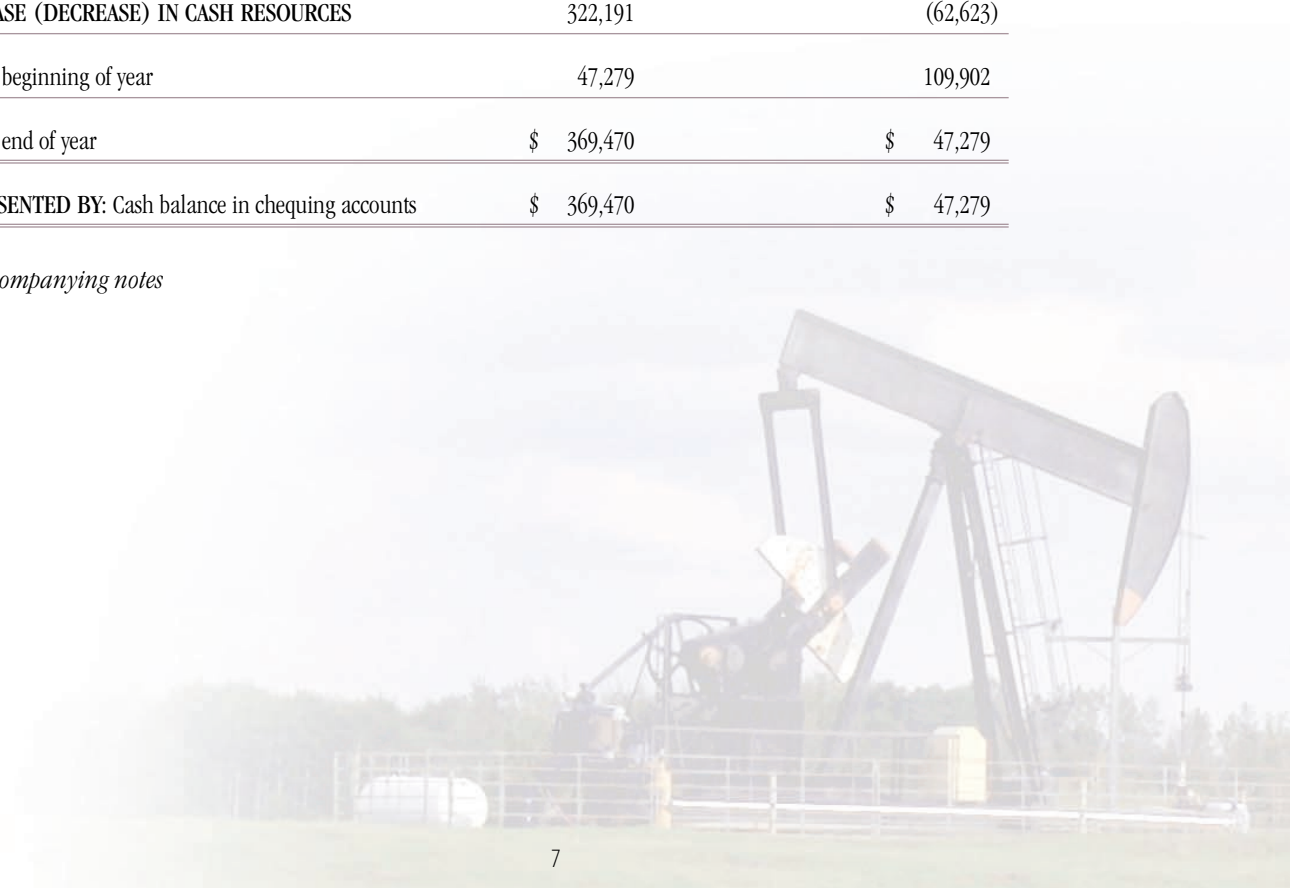 ASE (DECREASE) IN CASH RESOURCES 322,191 (62,623)
beginning of year 47,279 109,902
end of year $ 369,470 $ 47,279
SENTED BY: Cash balance in chequing accounts $ 369,470 $ 47,279
ompanying notes
7